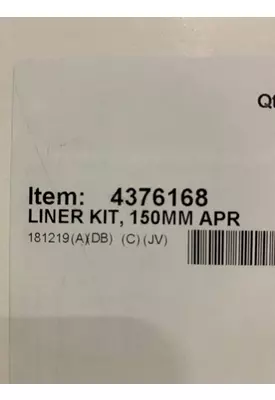 Qt
Item: 4376168
LINER KIT, 150MM APR
181219(A)(DB) (C)(JV)